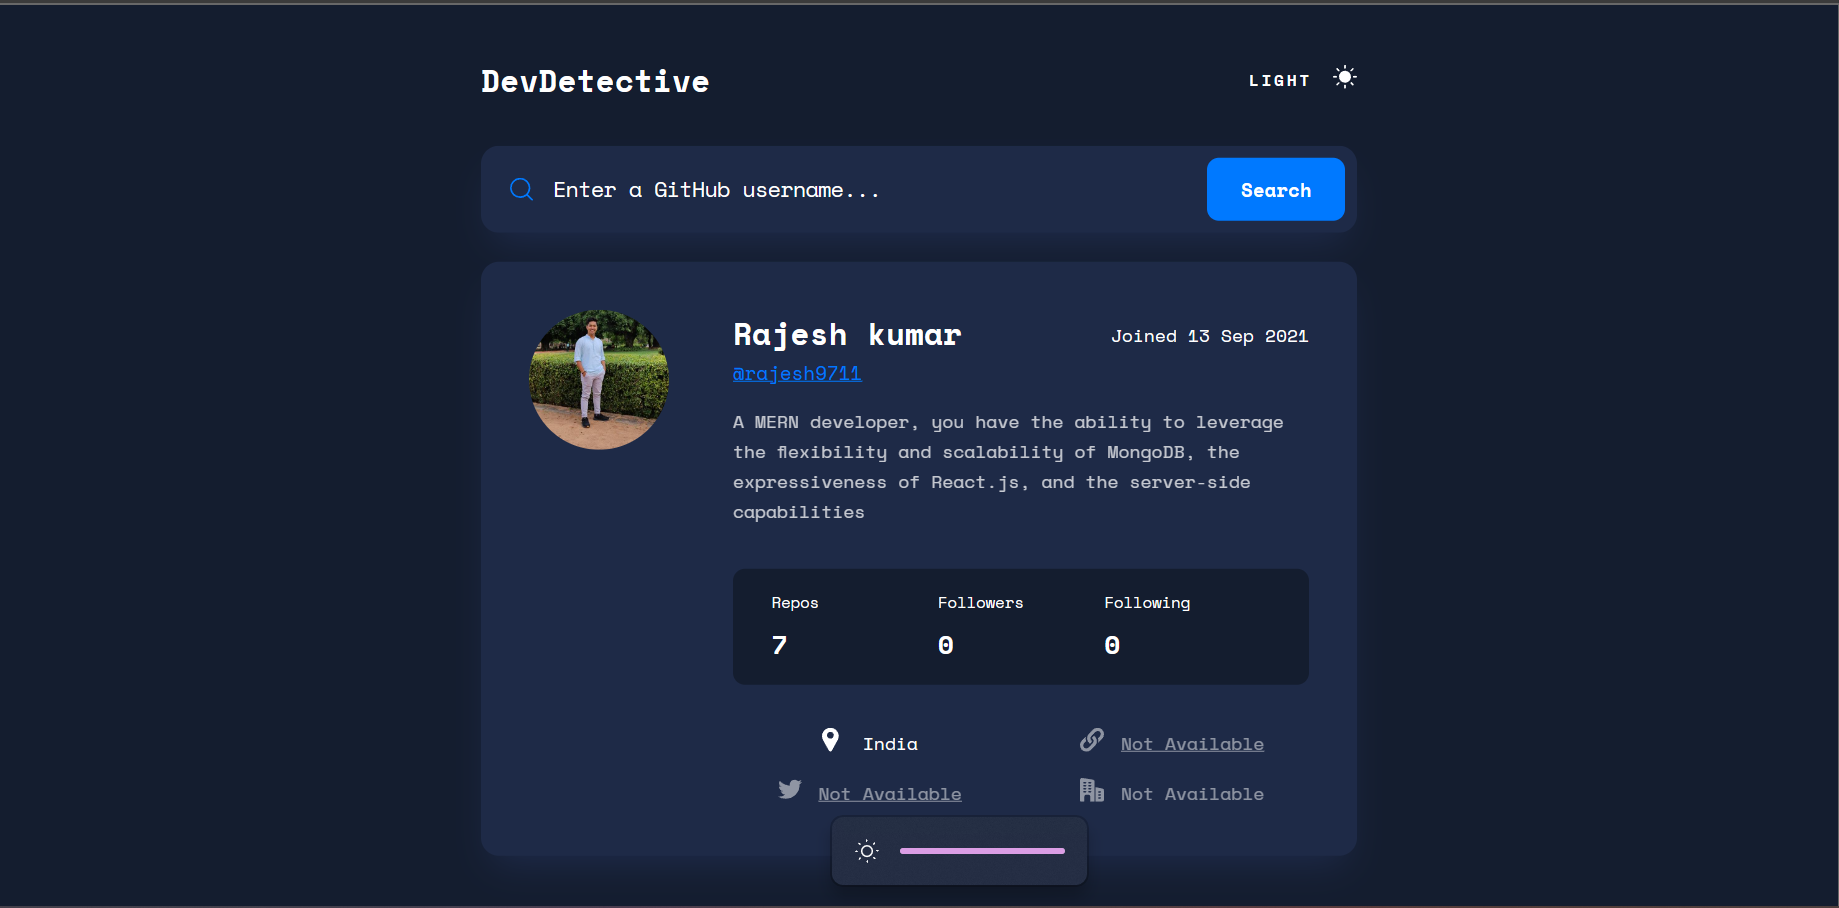 DevDetective
LIGHT
Enter a GitHub username...
Search
Rajesh kumar
Joined 13 Sep 2021
@rajesh9711
A MERN developer, you have the ability to leverage
the flexibility and scalability of MongoDB, the
expressiveness of React.js, and the server-side
capabilities
Repos Followers Following
7 0 0
India Not Available
Not Available Not Available